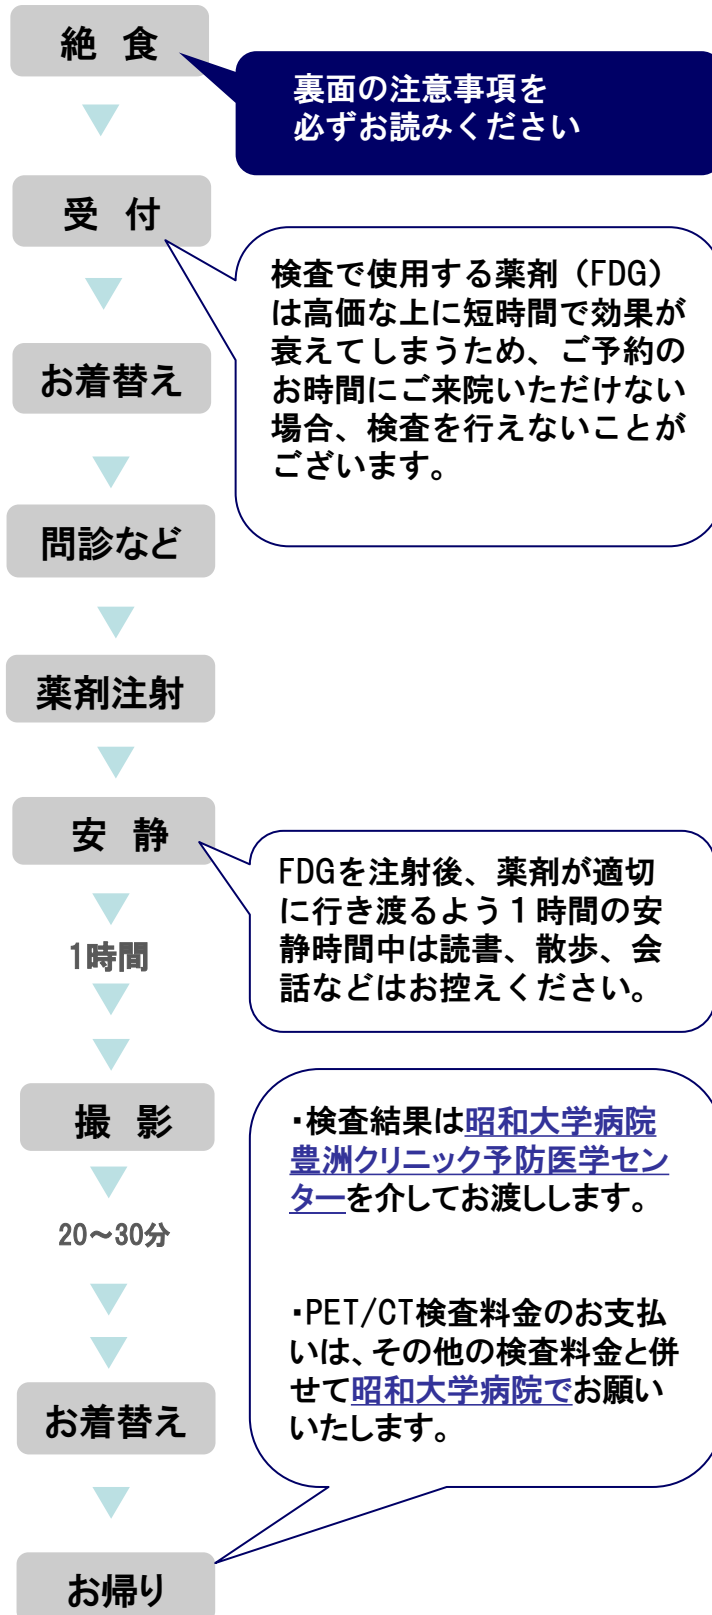 絶 食
裏面の注意事項を
必ずお読みください
受 付
検査で使用する薬剤（FDG）
は高価な上に短時間で効果が
衰えてしまうため、ご予約の
お時間にご来院いただけない
場合、検査を行えないことが
ございます。
お着替え
問診など
薬剤注射
安 静
FDGを注射後、薬剤が適切
に行き渡るよう１時間の安
静時間中は読書、散歩、会
話などはお控えください。
1時間
撮 影
・検査結果は昭和大学病院
豊洲クリニック予防医学セン
ターを介してお渡しします。
20～30分
・PET/CT検査料金のお支払
いは、その他の検査料金と併
せて昭和大学病院でお願い
いたします。
お着替え
お帰り